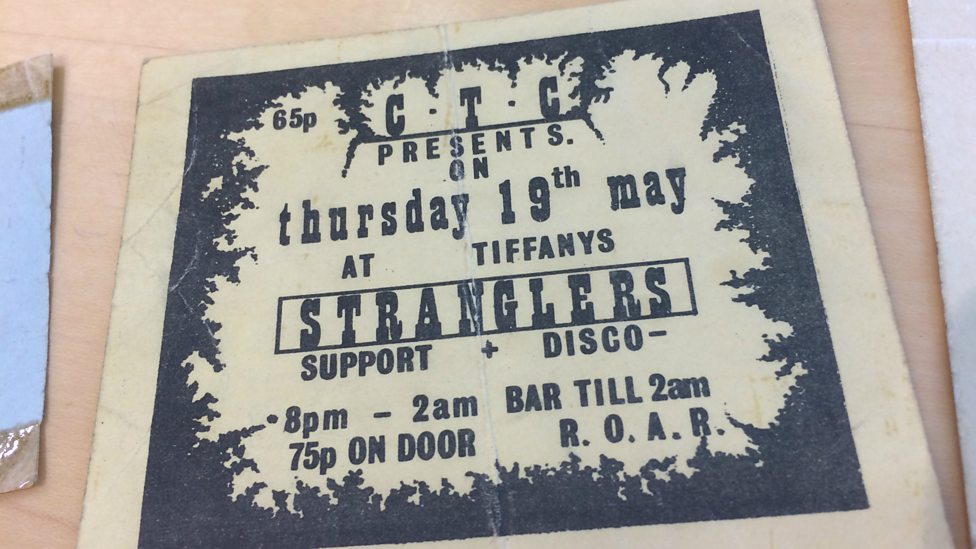 65p
C·T·C
PRESENTS.
ON
thursday 19th may
AT TIFFANYS
STRANGLERS
SUPPORT + DISCO-
8pm - 2am BAR TILL 2am
75p ON DOOR R.O.A.R.